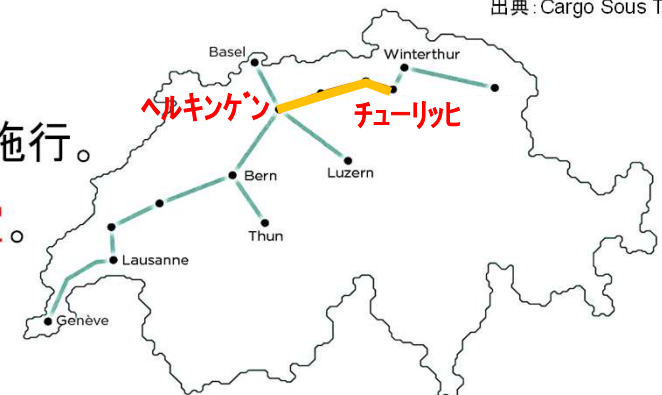 出典:Cargo Sous T
Basel
Winterthur
ﾍﾙｷﾝｹﾞﾝ
チューリッヒ
施行。
Bern
Luzern
。
Thun
Lausanne
Genève